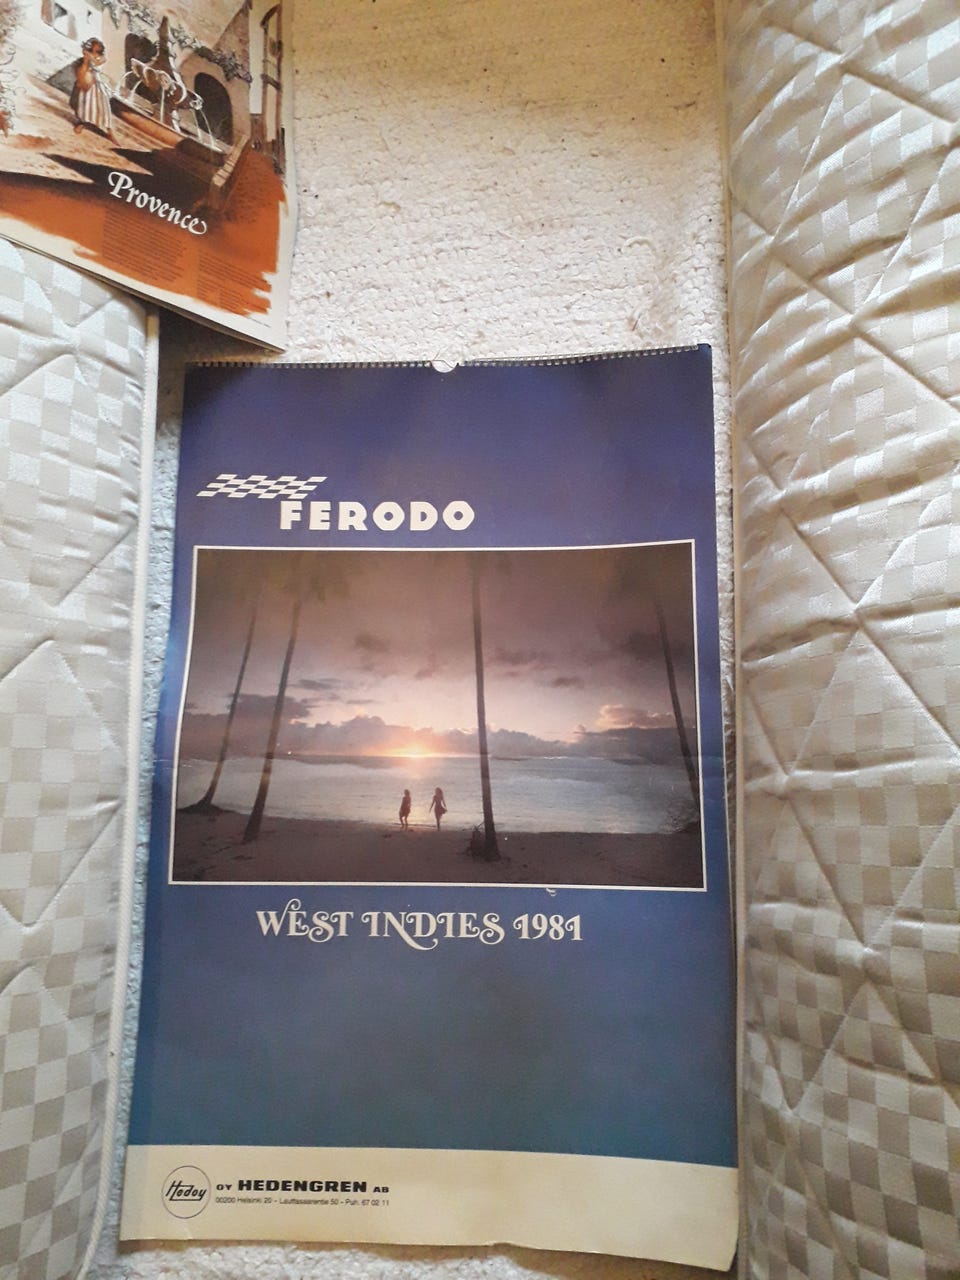 Provence
FERODO
WEST INDIES 1981
Hedoy
OY HEDENGREN AB
00200 Helsinki 20 - Lauttasaarentie 50 - Puh. 67 02 11